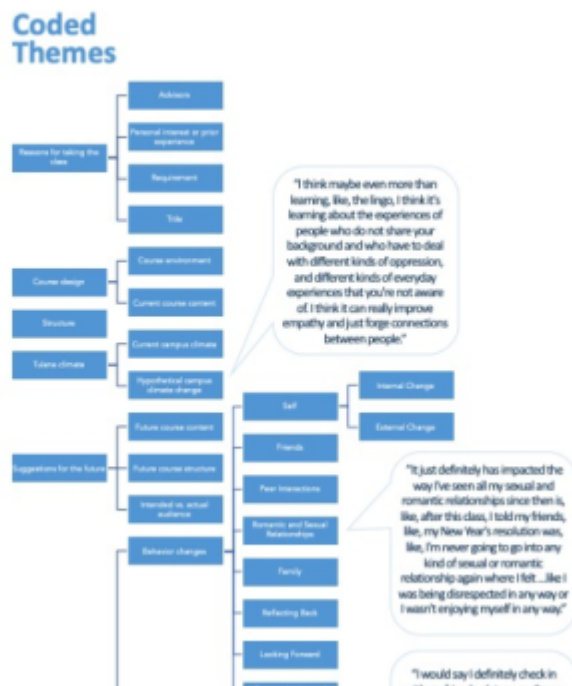 Coded
Themes
Advisors
Personal interest or prior
experience
Reasons for taking the
class
Requirement
Title
"I think maybe even more than
learning, like, the lingo, I think it's
learning about the experiences of
people who do not share your
background and who have to deal
with different kinds of oppression,
and different kinds of everyday
experiences that you're not aware
of. I think it can really improve
empathy and just forge connections
between people."
Course environment
Course design
Current course content
Structure
Current campus climate
Tulane climate
Hypothetical campus
climate change
Internal Change
Self
External Change
Future course content
Friends
Suggestions for the future
Future course structure
Peer Interactions
Intended vs. actual
audience
Romantic and Sexual
Relationships
"It just definitely has impacted the
way I've seen all my sexual and
romantic relationships since then is,
like, after this class, I told my friends,
like, my New Year's resolution was,
like, I'm never going to go into any
kind of sexual or romantic
relationship again where I felt ...like I
was being disrespected in any way or
I wasn't enjoying myself in any way."
Behavior changes
Family
Reflecting Back
Looking Forward
"I would say I definitely check in